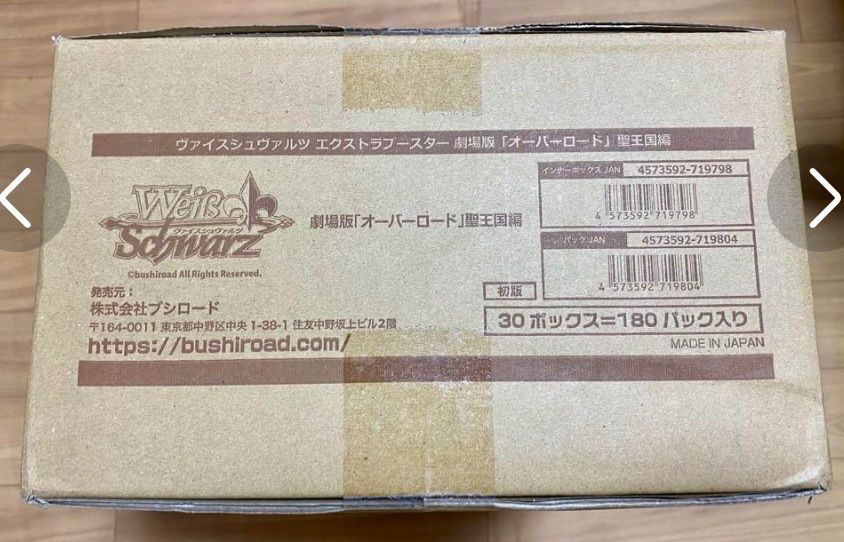 ヴァイスシュヴァルツ エクストラブースター 劇場版「オーバーロード」聖王国編
Weiß
ヴァイスシュヴァルツ
Schwarz
©bushiroad All Rights Reserved.
劇場版「オーバーロード」聖王国編
インナーボックス JAN 4573592-719798
4 573592 719798
パック JAN 4573592-719804
4 573592 719804
発売元：
株式会社ブシロード
〒164-0011 東京都中野区中央 1-38-1 住友中野坂上ビル2階
https://bushiroad.com/
初版
30 ボックス=180 パック入り
MADE IN JAPAN